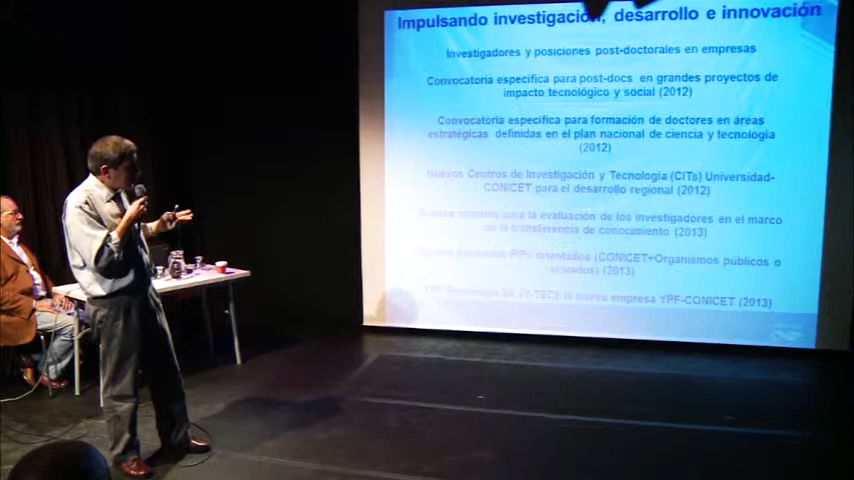 Impulsando investigación, desarrollo e innovación
Investigadores y posiciones post-doctorales en empresas
Convocatoria específica para post-docs en grandes Proyectos de
impacto tecnológico y social (2012)
Convocatoria específica para formación de doctores en áreas
estratégicas definidas en el plan nacional de Ciencia y Tecnología
(2012)
Nuevos Centros de Investigación y Tecnología (CITs) Universidad-
CONICET para el desarrollo Regional (2012)
para la evaluación de los investigadores en el marco
de la transferencia de conocimiento (2013)
orientados (CONICET+Organismos públicos o
privados) (2013)
(Y-TEC): la nueva empresa YPF-CONICET (2013)